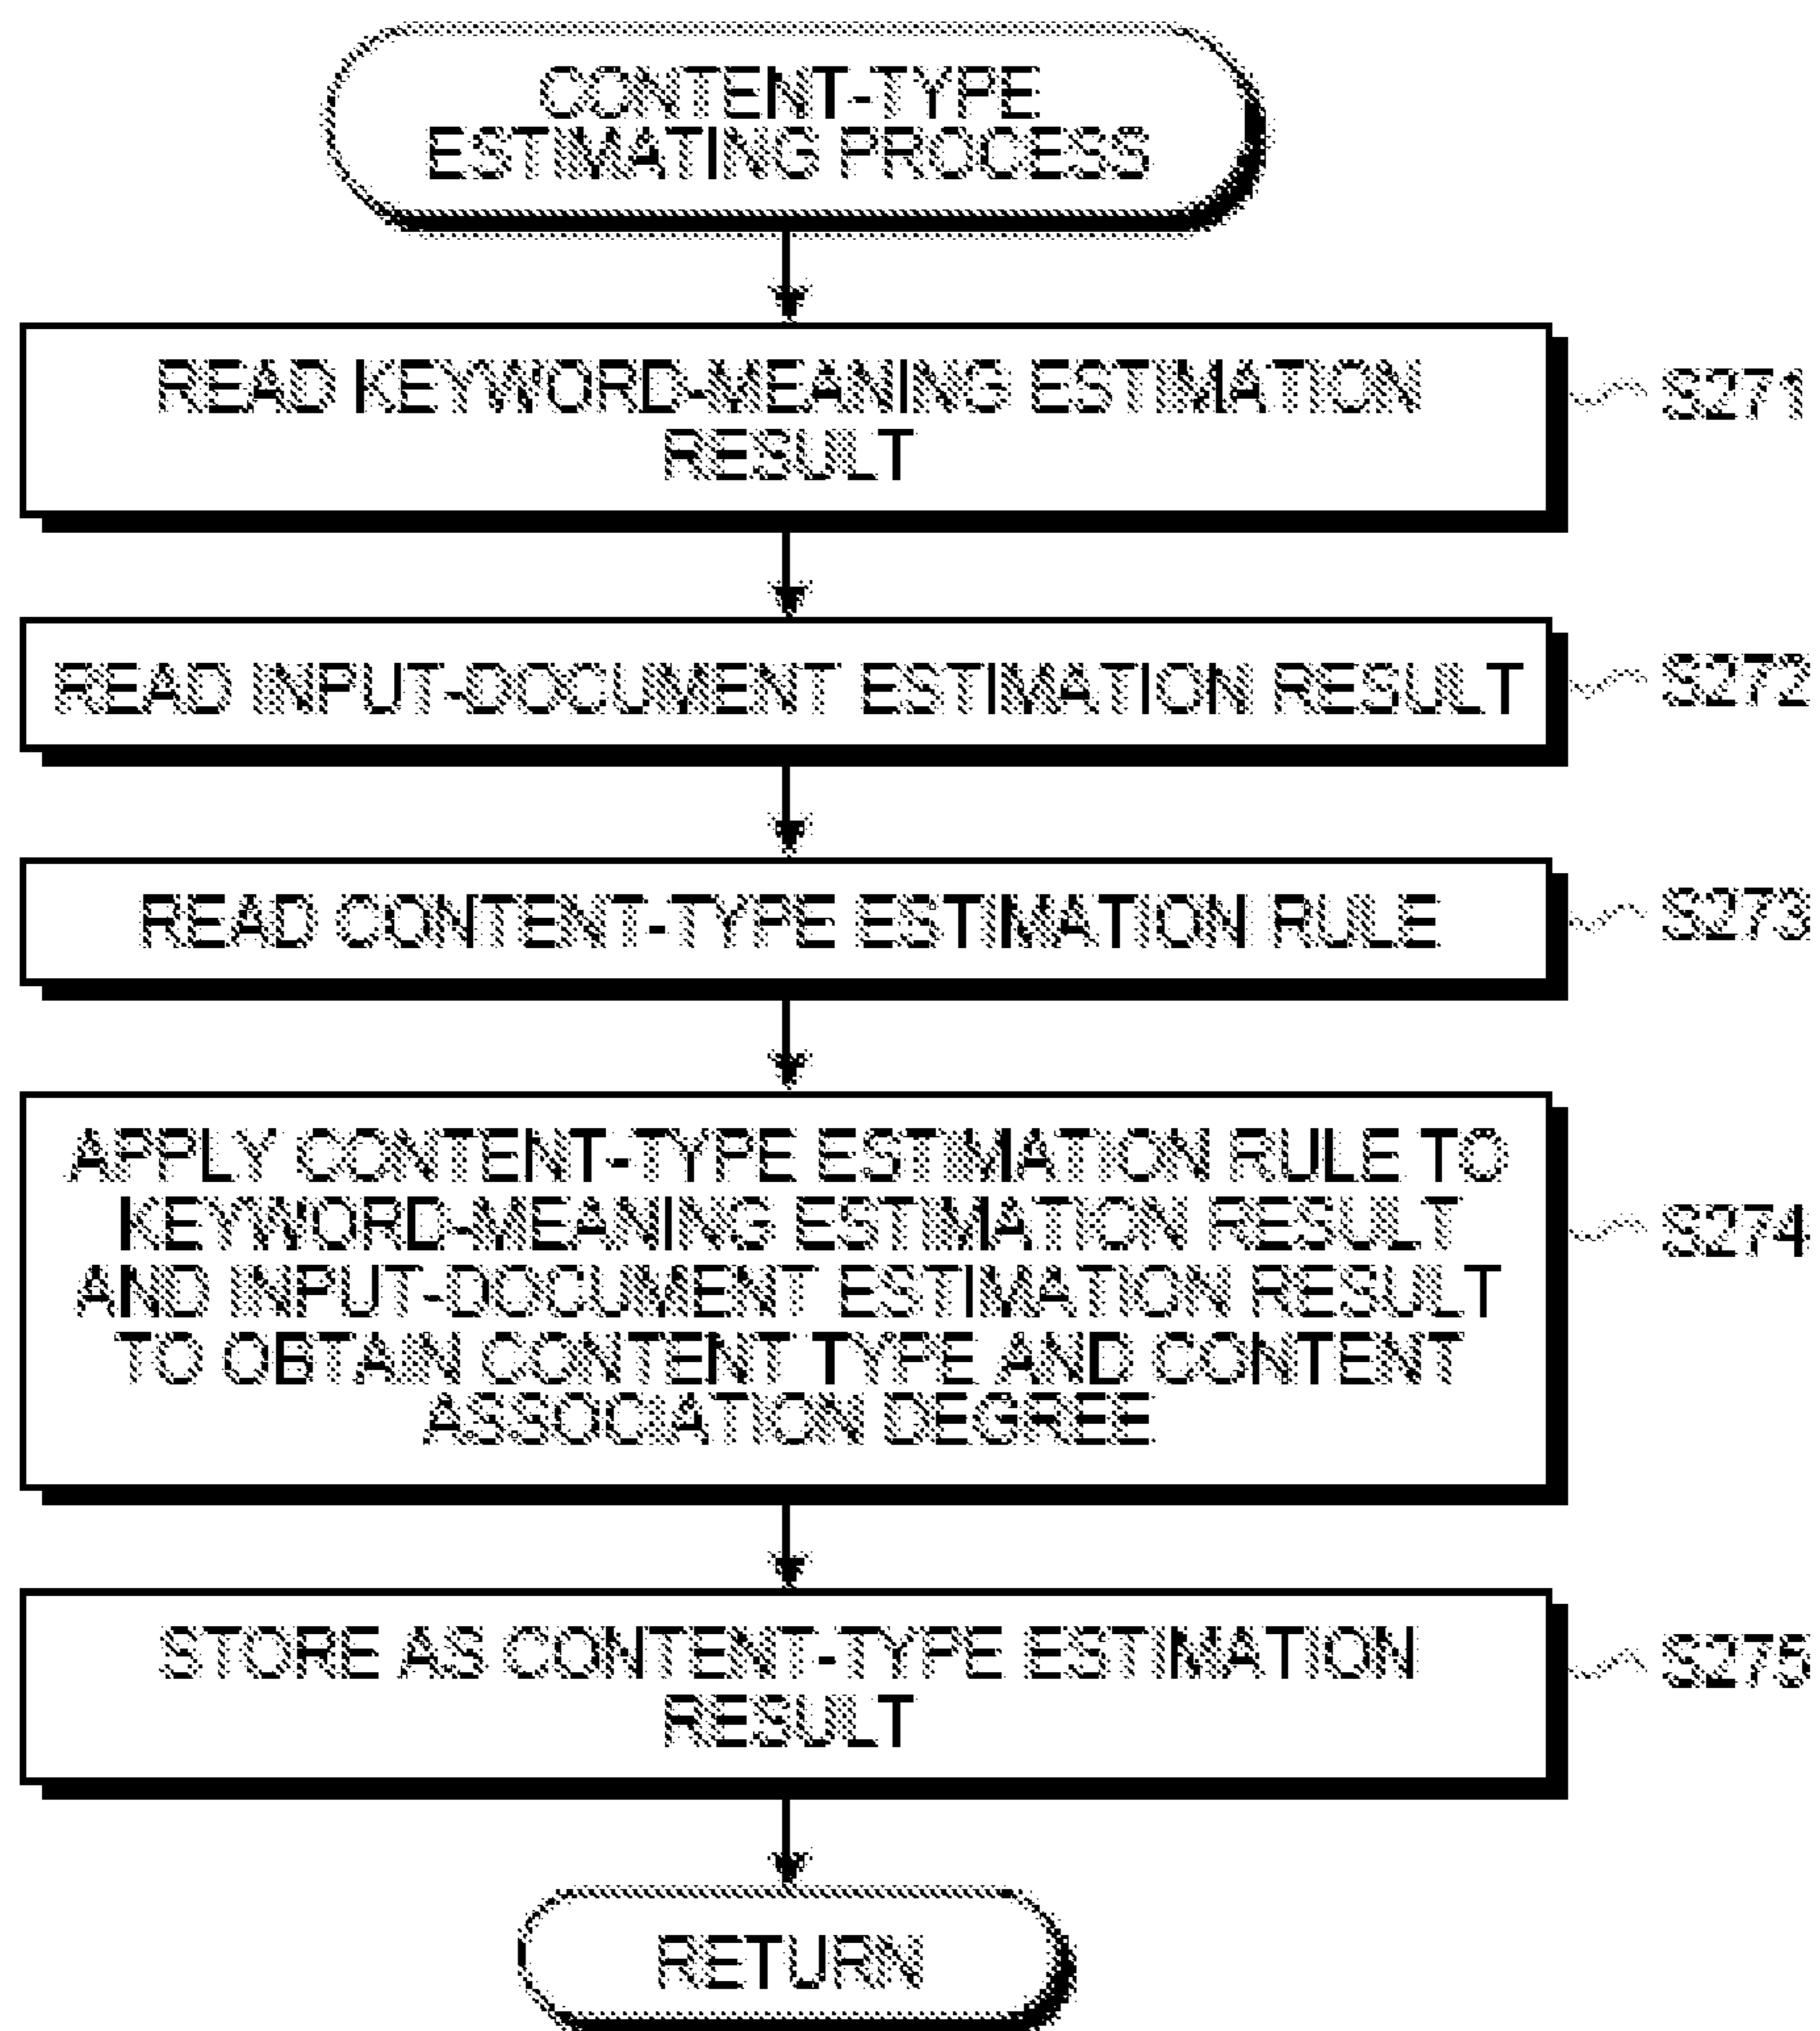 CONTENT-TYPE
ESTIMATING PROCESS
READ KEYWORD-MEANING ESTIMATION
RESULT
S271
READ INPUT-DOCUMENT ESTIMATION RESULT
S272
READ CONTENT-TYPE ESTIMATION RULE
S273
APPLY CONTENT-TYPE ESTIMATION RULE TO
KEYWORD-MEANING ESTIMATION RESULT
AND INPUT-DOCUMENT ESTIMATION RESULT
TO OBTAIN CONTENT TYPE AND CONTENT
ASSOCIATION DEGREE
S274
STORE AS CONTENT-TYPE ESTIMATION
RESULT
S275
RETURN